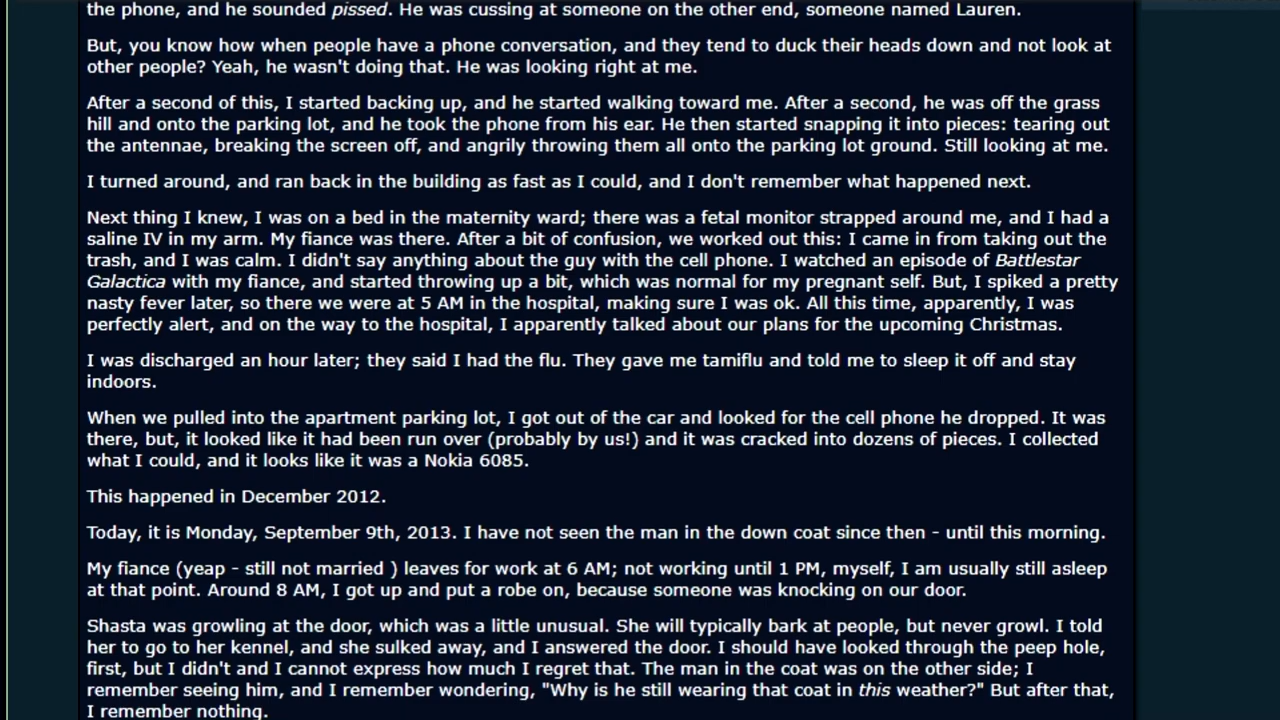 the phone, and he sounded pissed. He was cussing at someone on the other end, someone named Lauren.
But, you know how when people have a phone conversation, and they tend to duck their heads down and not look at
other people? Yeah, he wasn't doing that. He was looking right at me.
After a second of this, I started backing up, and he started walking toward me. After a second, he was off the grass
hill and onto the parking lot, and he took the phone from his ear. He then started snapping it into pieces: tearing out
the antennae, breaking the screen off, and angrily throwing them all onto the parking lot ground. Still looking at me.
I turned around, and ran back in the building as fast as I could, and I don't remember what happened next.
Next thing I knew, I was on a bed in the maternity ward; there was a fetal monitor strapped around me, and I had a
saline IV in my arm. My fiance was there. After a bit of confusion, we worked out this: I came in from taking out the
trash, and I was calm. I didn't say anything about the guy with the cell phone. I watched an episode of Battlestar
Galactica with my fiance, and started throwing up a bit, which was normal for my pregnant self. But, I spiked a pretty
nasty fever later, so there we were at 5 AM in the hospital, making sure I was ok. All this time, apparently, I was
perfectly alert, and on the way to the hospital, I apparently talked about our plans for the upcoming Christmas.
I was discharged an hour later; they said I had the flu. They gave me tamiflu and told me to sleep it off and stay
indoors.
When we pulled into the apartment parking lot, I got out of the car and looked for the cell phone he dropped. It was
there, but, it looked like it had been run over (probably by us!) and it was cracked into dozens of pieces. I collected
what I could, and it looks like it was a Nokia 6085.
This happened in December 2012.
Today, it is Monday, September 9th, 2013. I have not seen the man in the down coat since then - until this morning.
My fiance (yeap - still not married ) leaves for work at 6 AM; not working until 1 PM, myself, I am usually still asleep
at that point. Around 8 AM, I got up and put a robe on, because someone was knocking on our door.
Shasta was growling at the door, which was a little unusual. She will typically bark at people, but never growl. I told
her to go to her kennel, and she sulked away, and I answered the door. I should have looked through the peep hole,
first, but I didn't and I cannot express how much I regret that. The man in the coat was on the other side; I
remember seeing him, and I remember wondering, "Why is he still wearing that coat in this weather?" But after that,
I remember nothing.